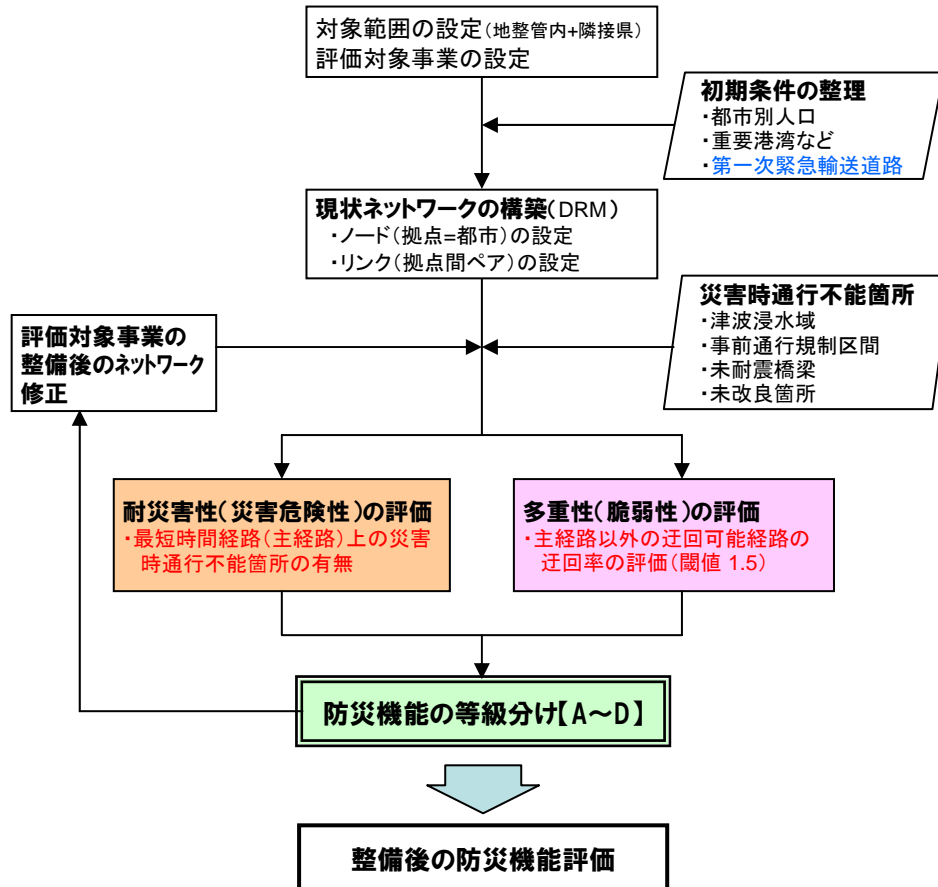 対象範囲の設定(地整管内+隣接県)
評価対象事業の設定
初期条件の整理
・都市別人口
・重要港湾など
・第一次緊急輸送道路
現状ネットワークの構築(DRM)
・ノード(拠点=都市)の設定
・リンク(拠点間ペア)の設定
災害時通行不能箇所
・津波浸水域
・事前通行規制区間
・未耐震橋梁
・未改良箇所
評価対象事業の
整備後のネットワーク
修正
耐災害性(災害危険性)の評価
・最短時間経路(主経路)上の災害
時通行不能箇所の有無
多重性(脆弱性)の評価
・主経路以外の迂回可能経路の
迂回率の評価(閾値 1.5)
防災機能の等級分け【A~D】
整備後の防災機能評価